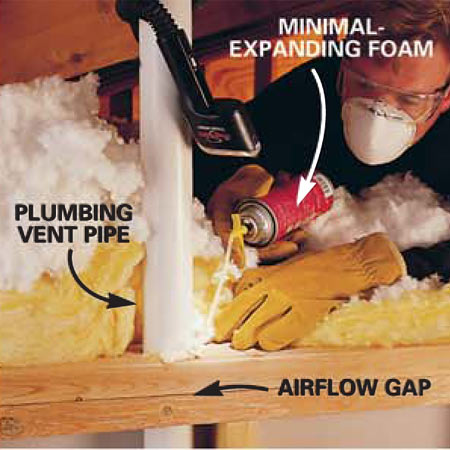 MINIMAL-
EXPANDING FOAM
PLUMBING
VENT PIPE
AIRFLOW GAP